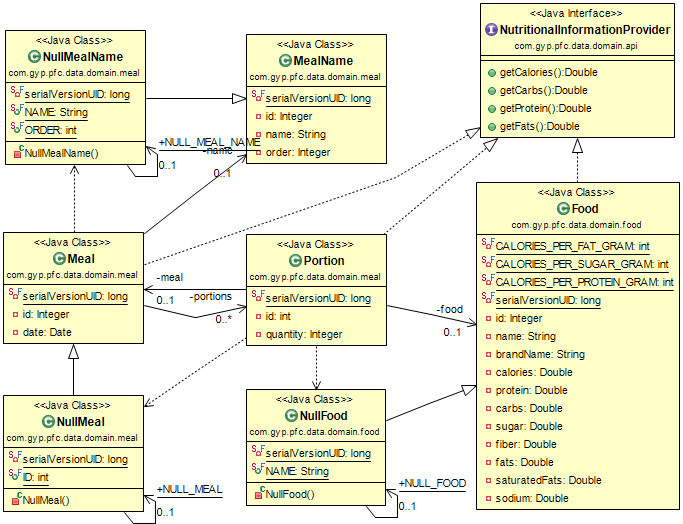 <<Java Class>>
NullMealName
com.gyp.pfc.data.domain.meal
serialVersionUID: long
NAME: String
ORDER: int
NullMealName()
<<Java Class>>
MealName
com.gyp.pfc.data.domain.meal
serialVersionUID: long
id: Integer
name: String
order: Integer
<<Java Interface>>
NutritionalInformationProvider
com.gyp.pfc.data.domain.api
getCalories():Double
getCarbs():Double
getProtein():Double
getFats():Double
+NULL_MEAL_NAME
0..1
-name
0..1
<<Java Class>>
Meal
com.gyp.pfc.data.domain.meal
serialVersionUID: long
id: Integer
date: Date
-meal
0..1
-portions
0..*
<<Java Class>>
Portion
com.gyp.pfc.data.domain.meal
serialVersionUID: long
id: int
quantity: Integer
-food
0..1
<<Java Class>>
Food
com.gyp.pfc.data.domain.food
CALORIES_PER_FAT_GRAM: int
CALORIES_PER_SUGAR_GRAM: int
CALORIES_PER_PROTEIN_GRAM: int
serialVersionUID: long
id: Integer
name: String
brandName: String
calories: Double
protein: Double
carbs: Double
sugar: Double
fiber: Double
fats: Double
saturatedFats: Double
sodium: Double
<<Java Class>>
NullMeal
com.gyp.pfc.data.domain.meal
serialVersionUID: long
ID: int
NullMeal()
+NULL_MEAL
0..1
<<Java Class>>
NullFood
com.gyp.pfc.data.domain.food
serialVersionUID: long
NAME: String
NullFood()
+NULL_FOOD
0..1